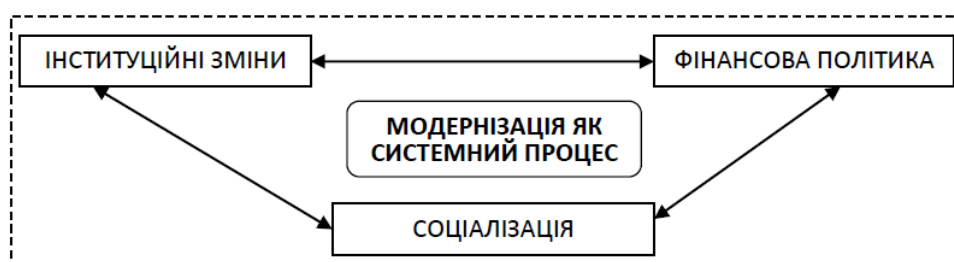 ІНСТИТУЦІЙНІ ЗМІНИ
ФІНАНСОВА ПОЛІТИКА
МОДЕРНІЗАЦІЯ ЯК
СИСТЕМНИЙ ПРОЦЕС
СОЦІАЛІЗАЦІЯ